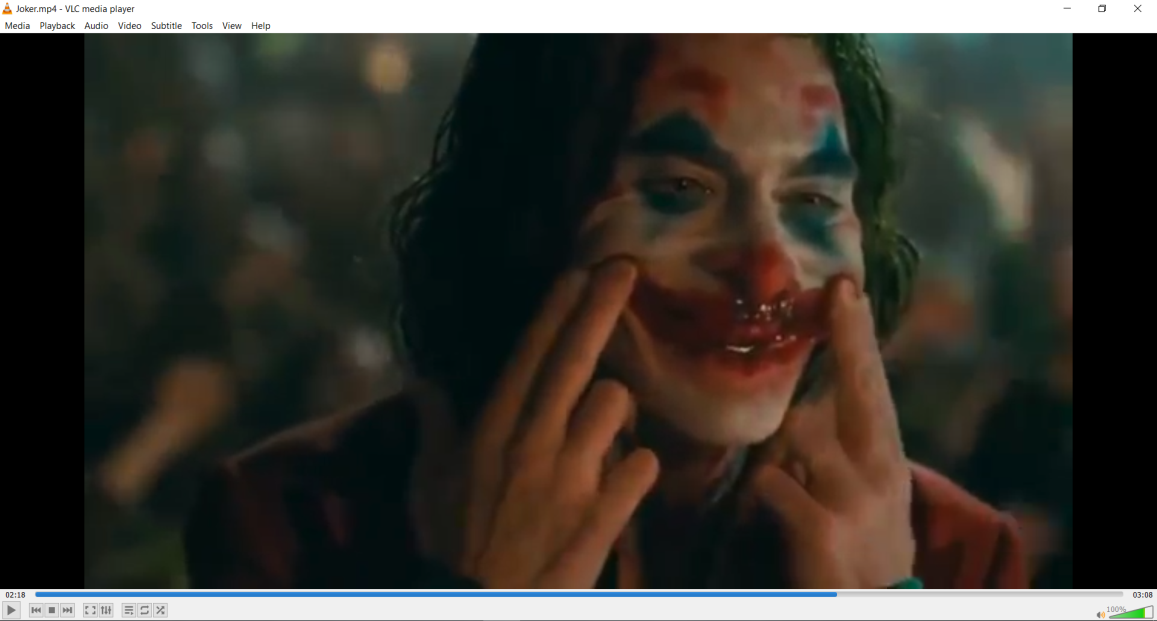 Joker.mp4 - VLC media player
Media Playback Audio Video Subtitle Tools View Help
02:18 03:08
100%